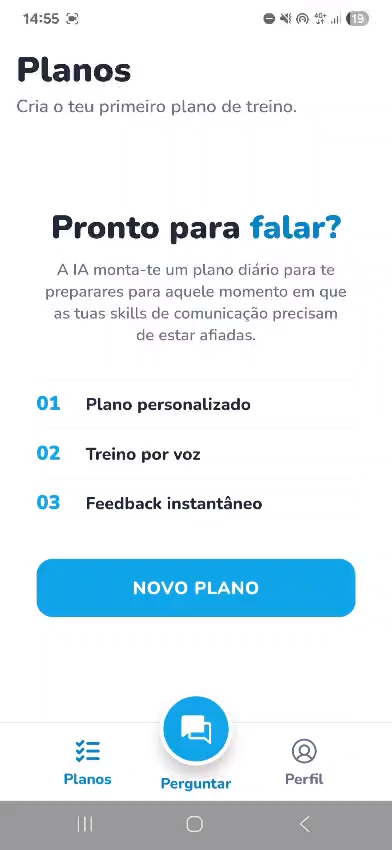 14:55
4G+
19
Planos
Cria o teu primeiro plano de treino.
Pronto para falar?
A IA monta-te um plano diário para te
preparares para aquele momento em que
as tuas skills de comunicação precisam
de estar afiadas.
01 Plano personalizado
02 Treino por voz
03 Feedback instantâneo
NOVO PLANO
Planos
Perguntar
Perfil